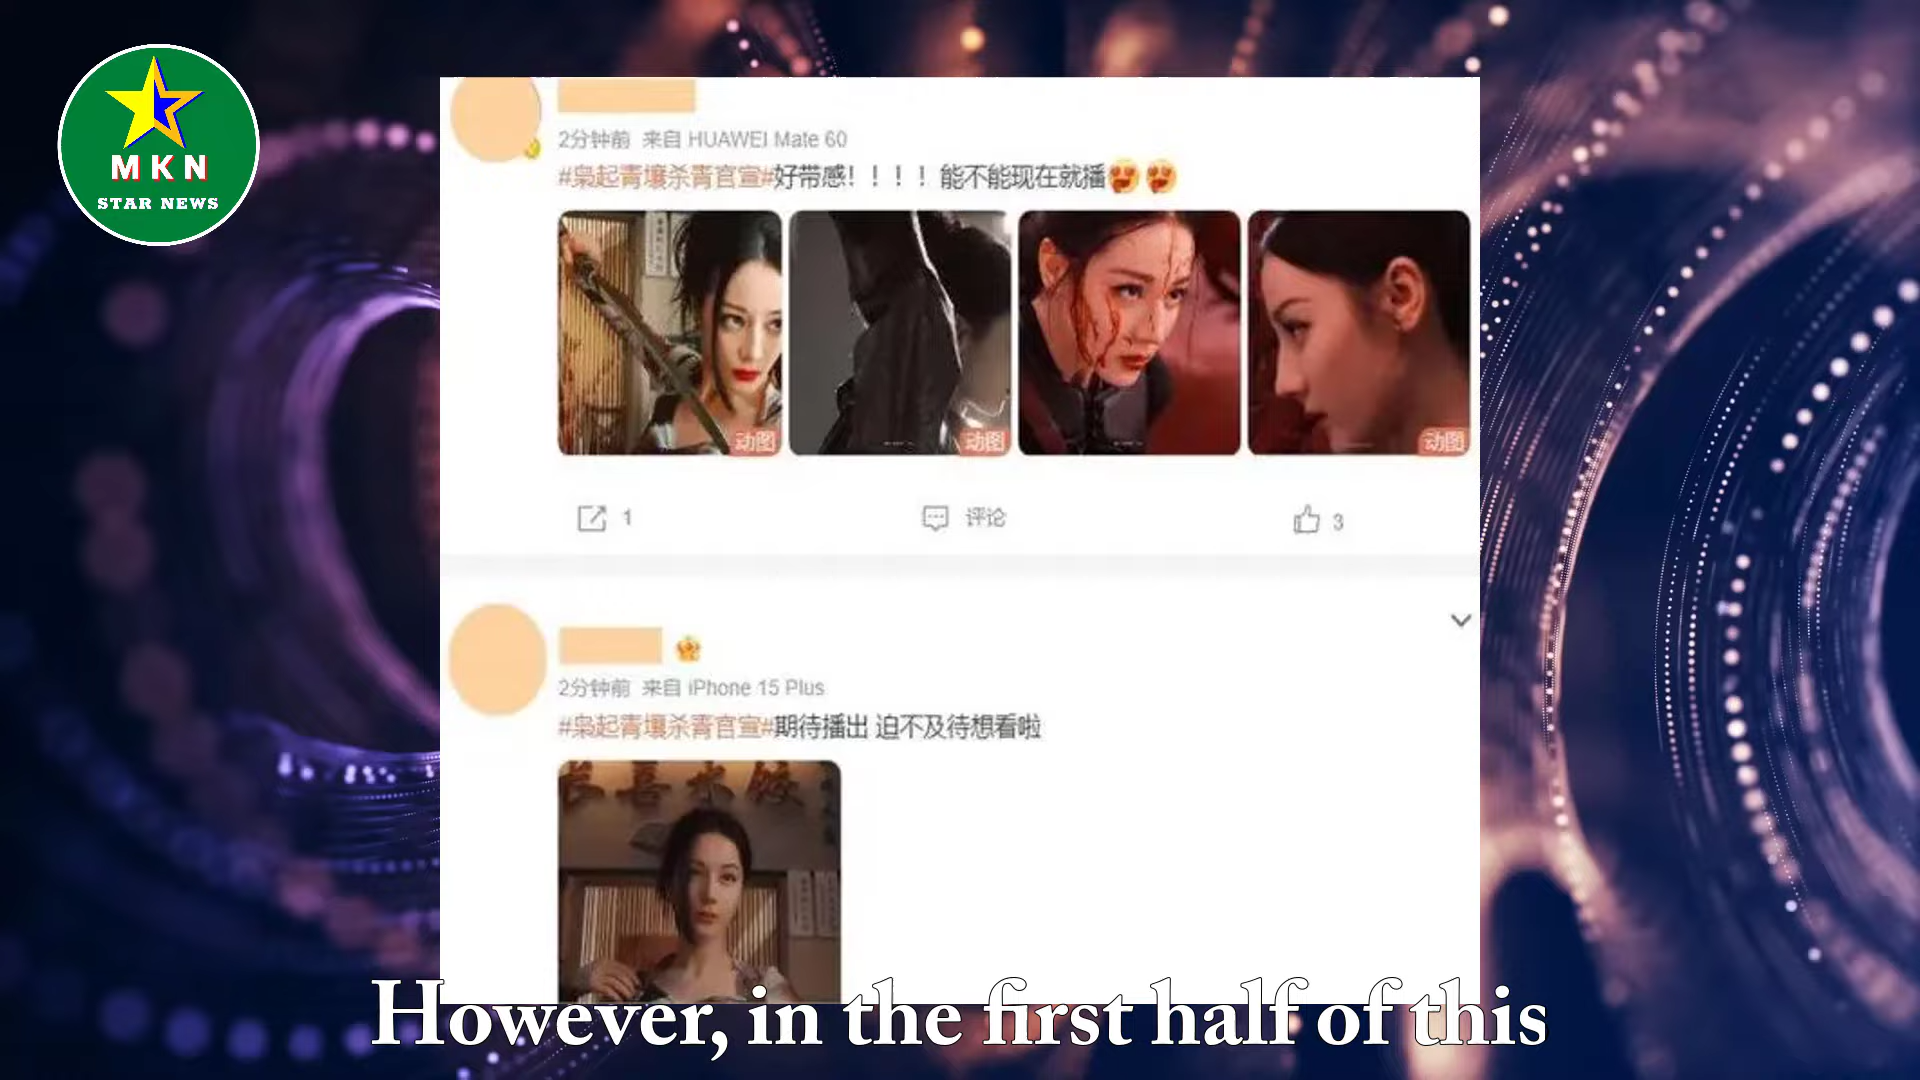 MKN
STAR NEWS
2分钟前 来自 HUAWEI Mate 60
#枭起青壤杀青官宣#好带感！！！！能不能现在就播
动图
动图
动图
1
评论
3
2分钟前 来自 iPhone 15 Plus
#枭起青壤杀青官宣#期待播出 迫不及待想看啦
However, in the first half of this